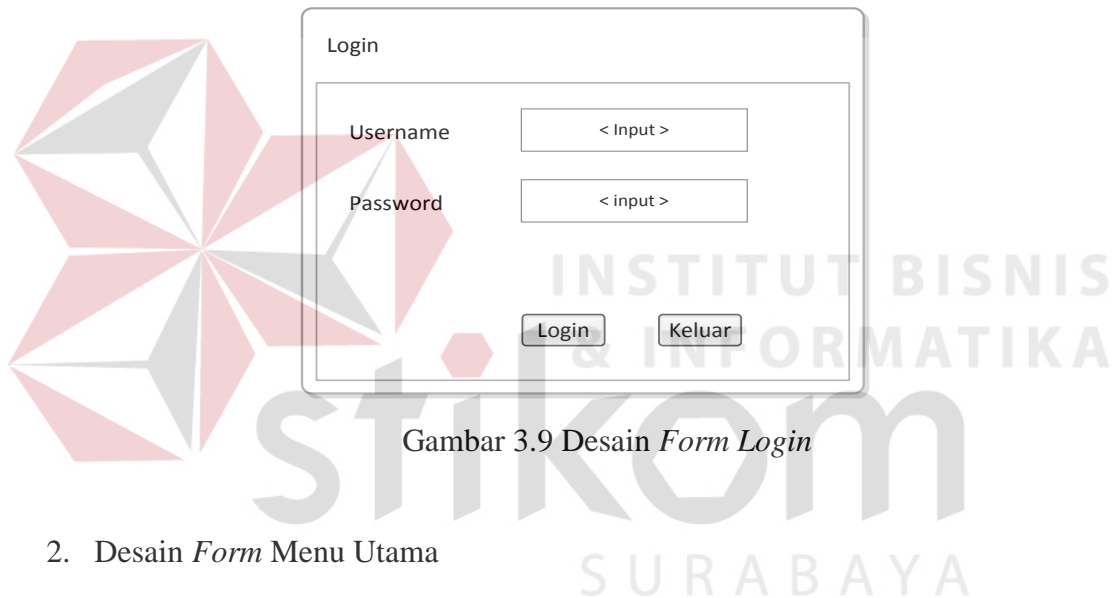 Login
Username < Input >
Password < input >
INSTITUT BISNIS
Login Keluar
& INFORMATIKA
stikom
Gambar 3.9 Desain Form Login
2. Desain Form Menu Utama
SURABAYA